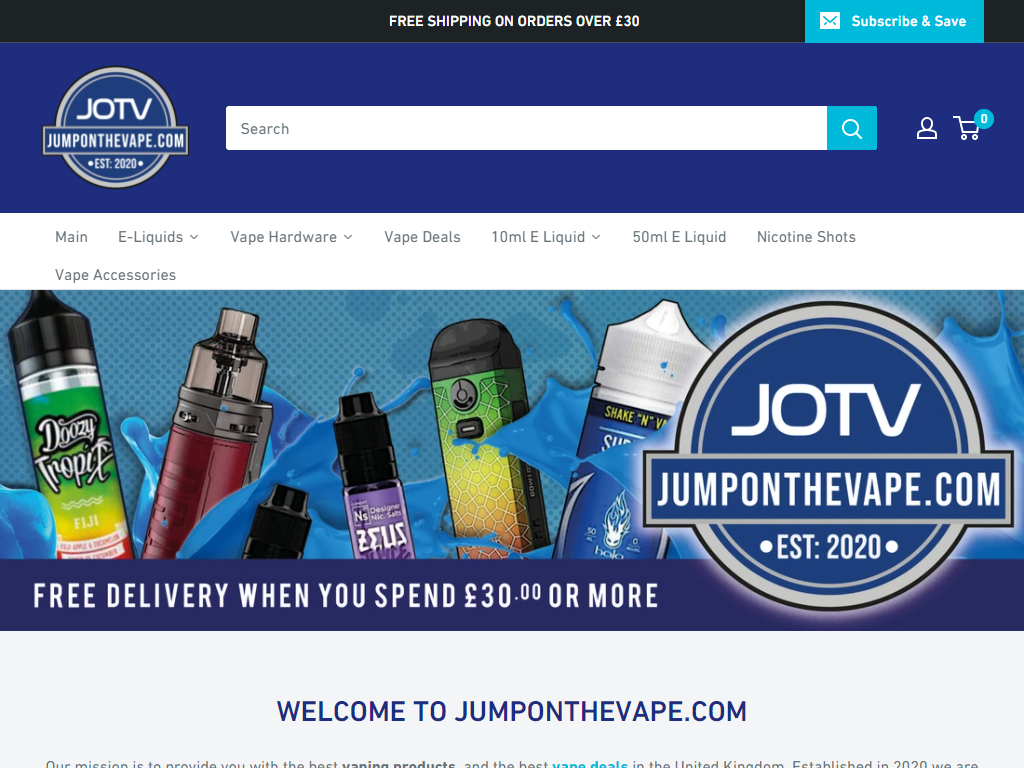 FREE SHIPPING ON ORDERS OVER £30
Subscribe & Save
JOTV
JUMPONTHEVAPE.COM
•EST: 2020•
Search
0
Main
E-Liquids
Vape Hardware
Vape Deals
10ml E Liquid
50ml E Liquid
Nicotine Shots
Vape Accessories
Doozy
Tropix
FIJI
Ns Designer
Nic. Salts
ZEUS
SHAKE "N"
50
0
halo
JOTV
JUMPONTHEVAPE.COM
•EST: 2020•
FREE DELIVERY WHEN YOU SPEND £30.00 OR MORE
WELCOME TO JUMPONTHEVAPE.COM
Our mission is to provide you with the best vaping products, and the best vape deals in the United Kingdom. Established in 2020 we are